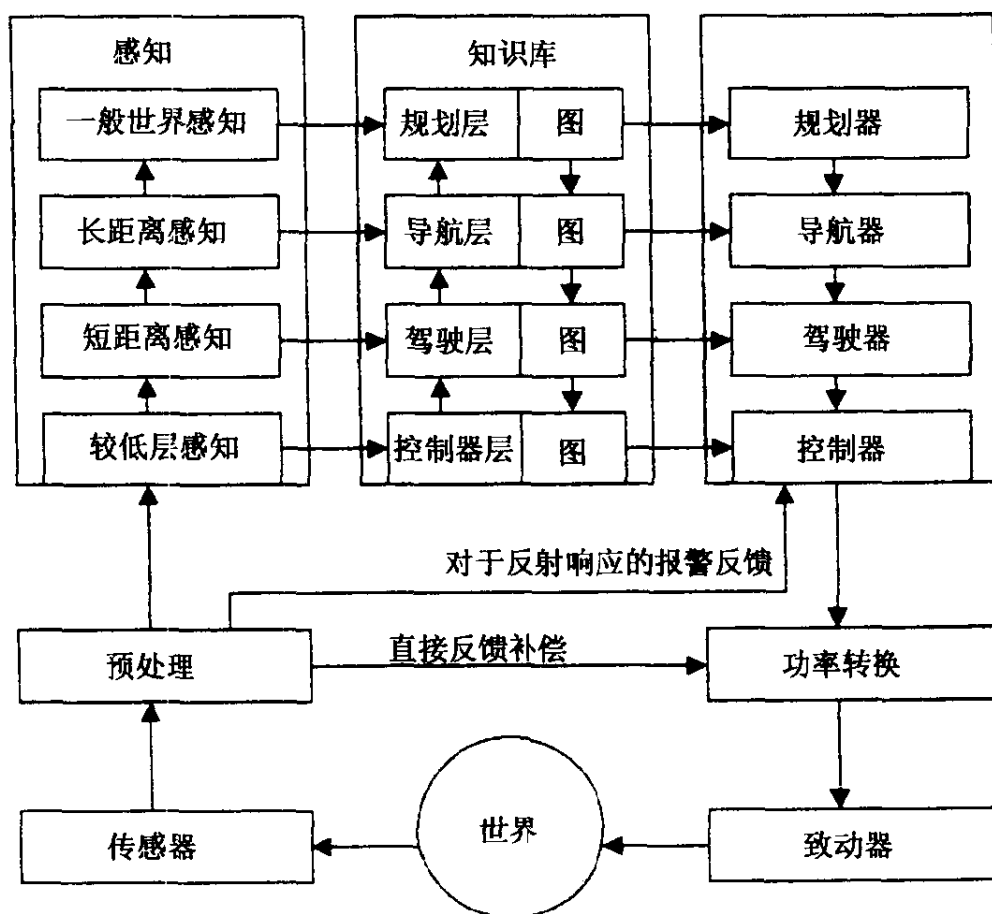 感知
知识库
一般世界感知
规划层
图
规划器
长距离感知
导航层
图
导航器
短距离感知
驾驶层
图
驾驶器
较低层感知
控制器层
图
控制器
对于反射响应的报警反馈
预处理
直接反馈补偿
功率转换
传感器
世界
致动器